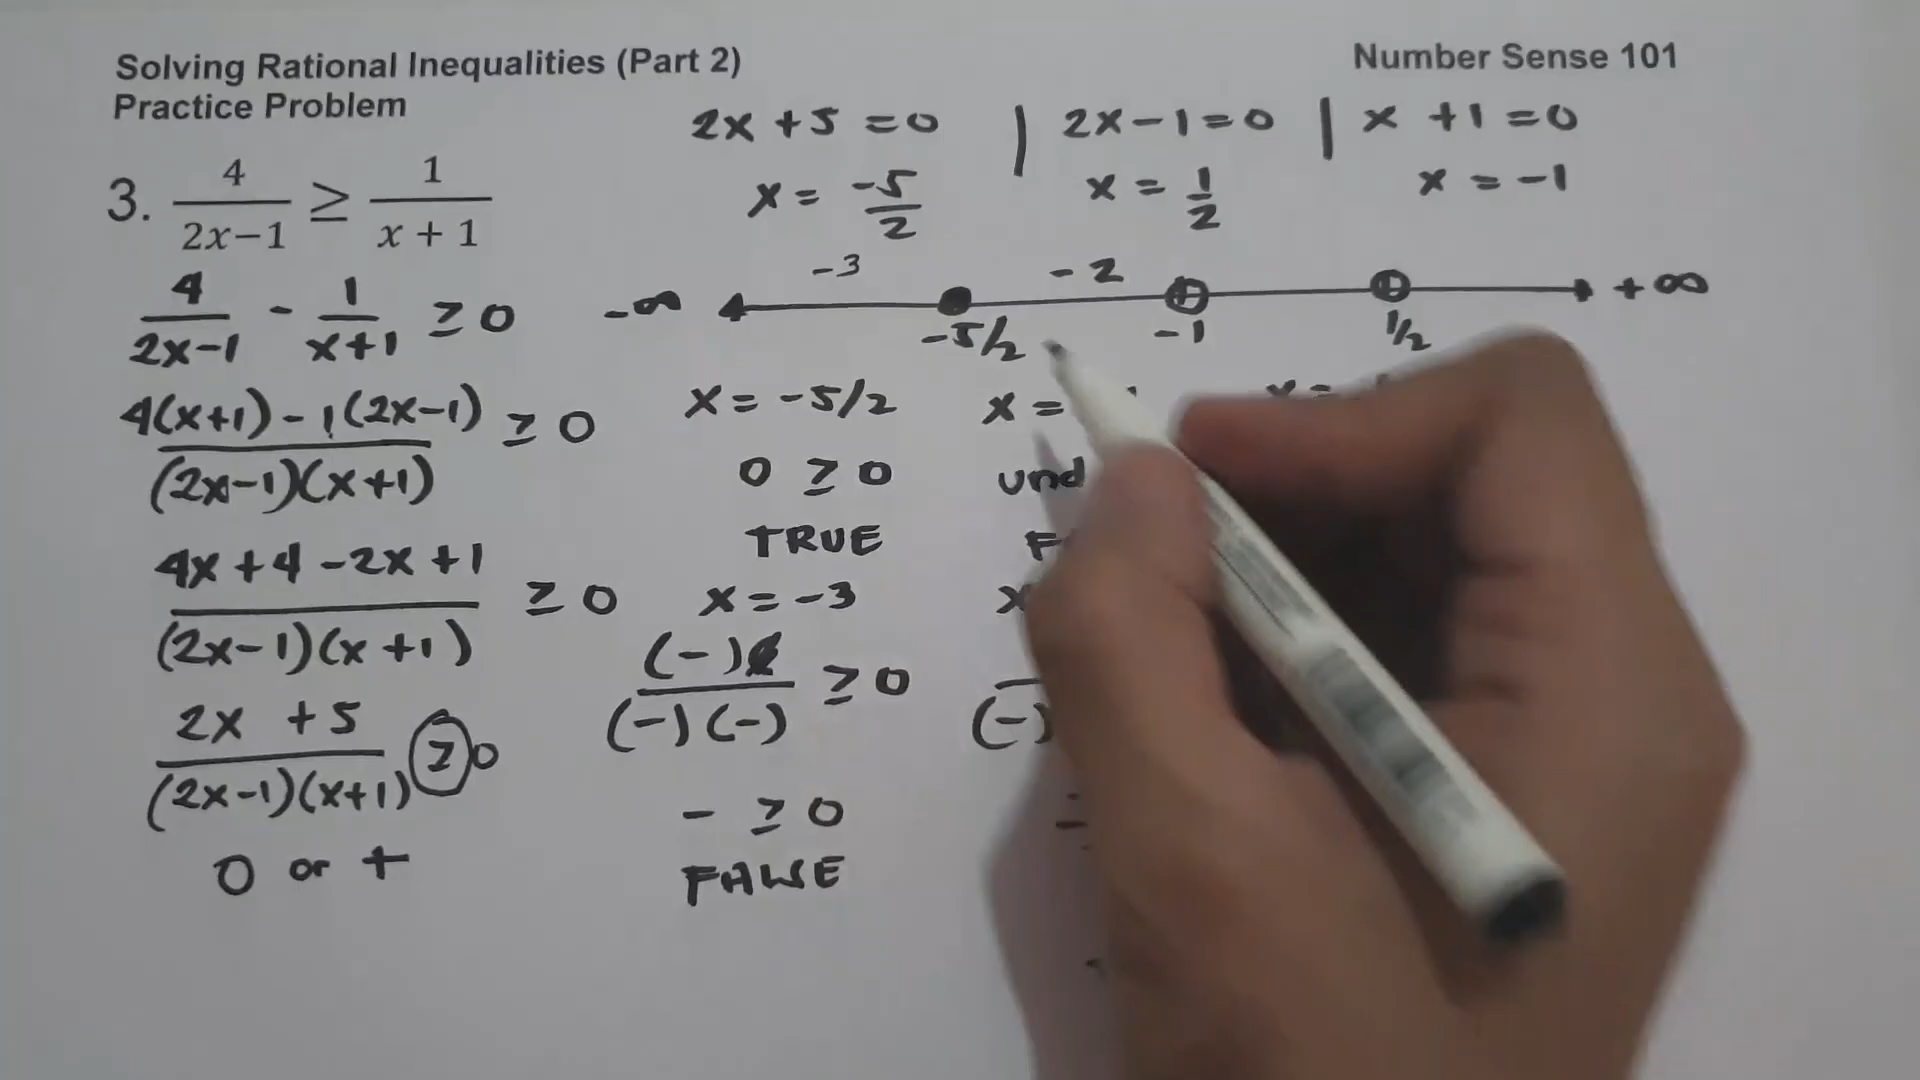 Solving Rational Inequalities (Part 2)
Number Sense 101
Practice Problem
3. 4/(2x−1) ≥ 1/(x + 1)
4/(2x−1) - 1/(x+1) ≥ 0
4(x+1) - 1(2x-1) / (2x-1)(x+1) ≥ 0
4x + 4 - 2x + 1 / (2x-1)(x+1) ≥ 0
2x + 5 / (2x-1)(x+1) ≥ 0
0 or +
2x + 5 = 0 | 2x - 1 = 0 | x + 1 = 0
x = -5/2
x = 1/2
x = -1
-3
-2
-∞
+∞
-5/2
-1
1/2
x = -5/2
0 ≥ 0
TRUE
x = -3
(-) / (-)(-) ≥ 0
- ≥ 0
FALSE
x =
x
(-)
x =